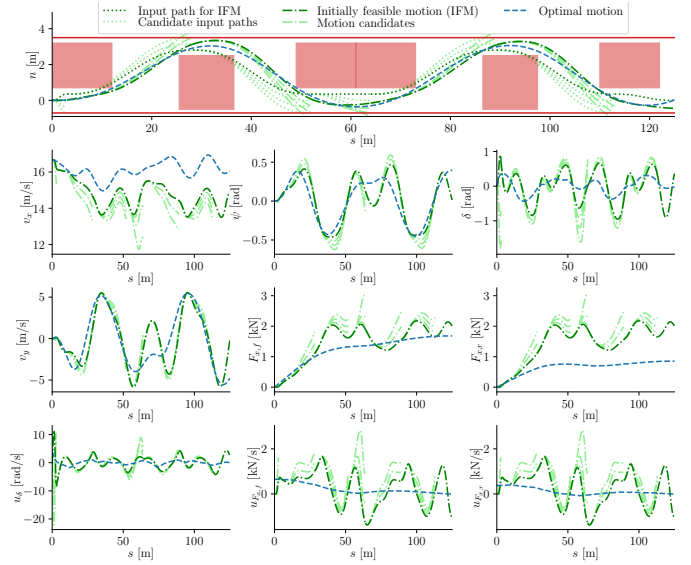 Input path for IFM
Candidate input paths
Initially feasible motion (IFM)
Motion candidates
Optimal motion
n [m]
4
2
0
0 20 40 60 80 100 120
s [m]
v_x [m/s]
16
14
12
0 50 100
s [m]
ψ [rad]
0.5
0.0
−0.5
0 50 100
s [m]
δ [rad]
1
0
−1
0 50 100
s [m]
v_y [m/s]
5
0
−5
0 50 100
s [m]
F_{x,f} [kN]
3
2
1
0
0 50 100
s [m]
F_{x,r} [kN]
3
2
1
0
0 50 100
s [m]
u_δ [rad/s]
10
0
−10
−20
0 50 100
s [m]
u_{F_{x,f}} [kN/s]
2
0
0 50 100
s [m]
u_{F_{x,r}} [kN/s]
2
0
0 50 100
s [m]